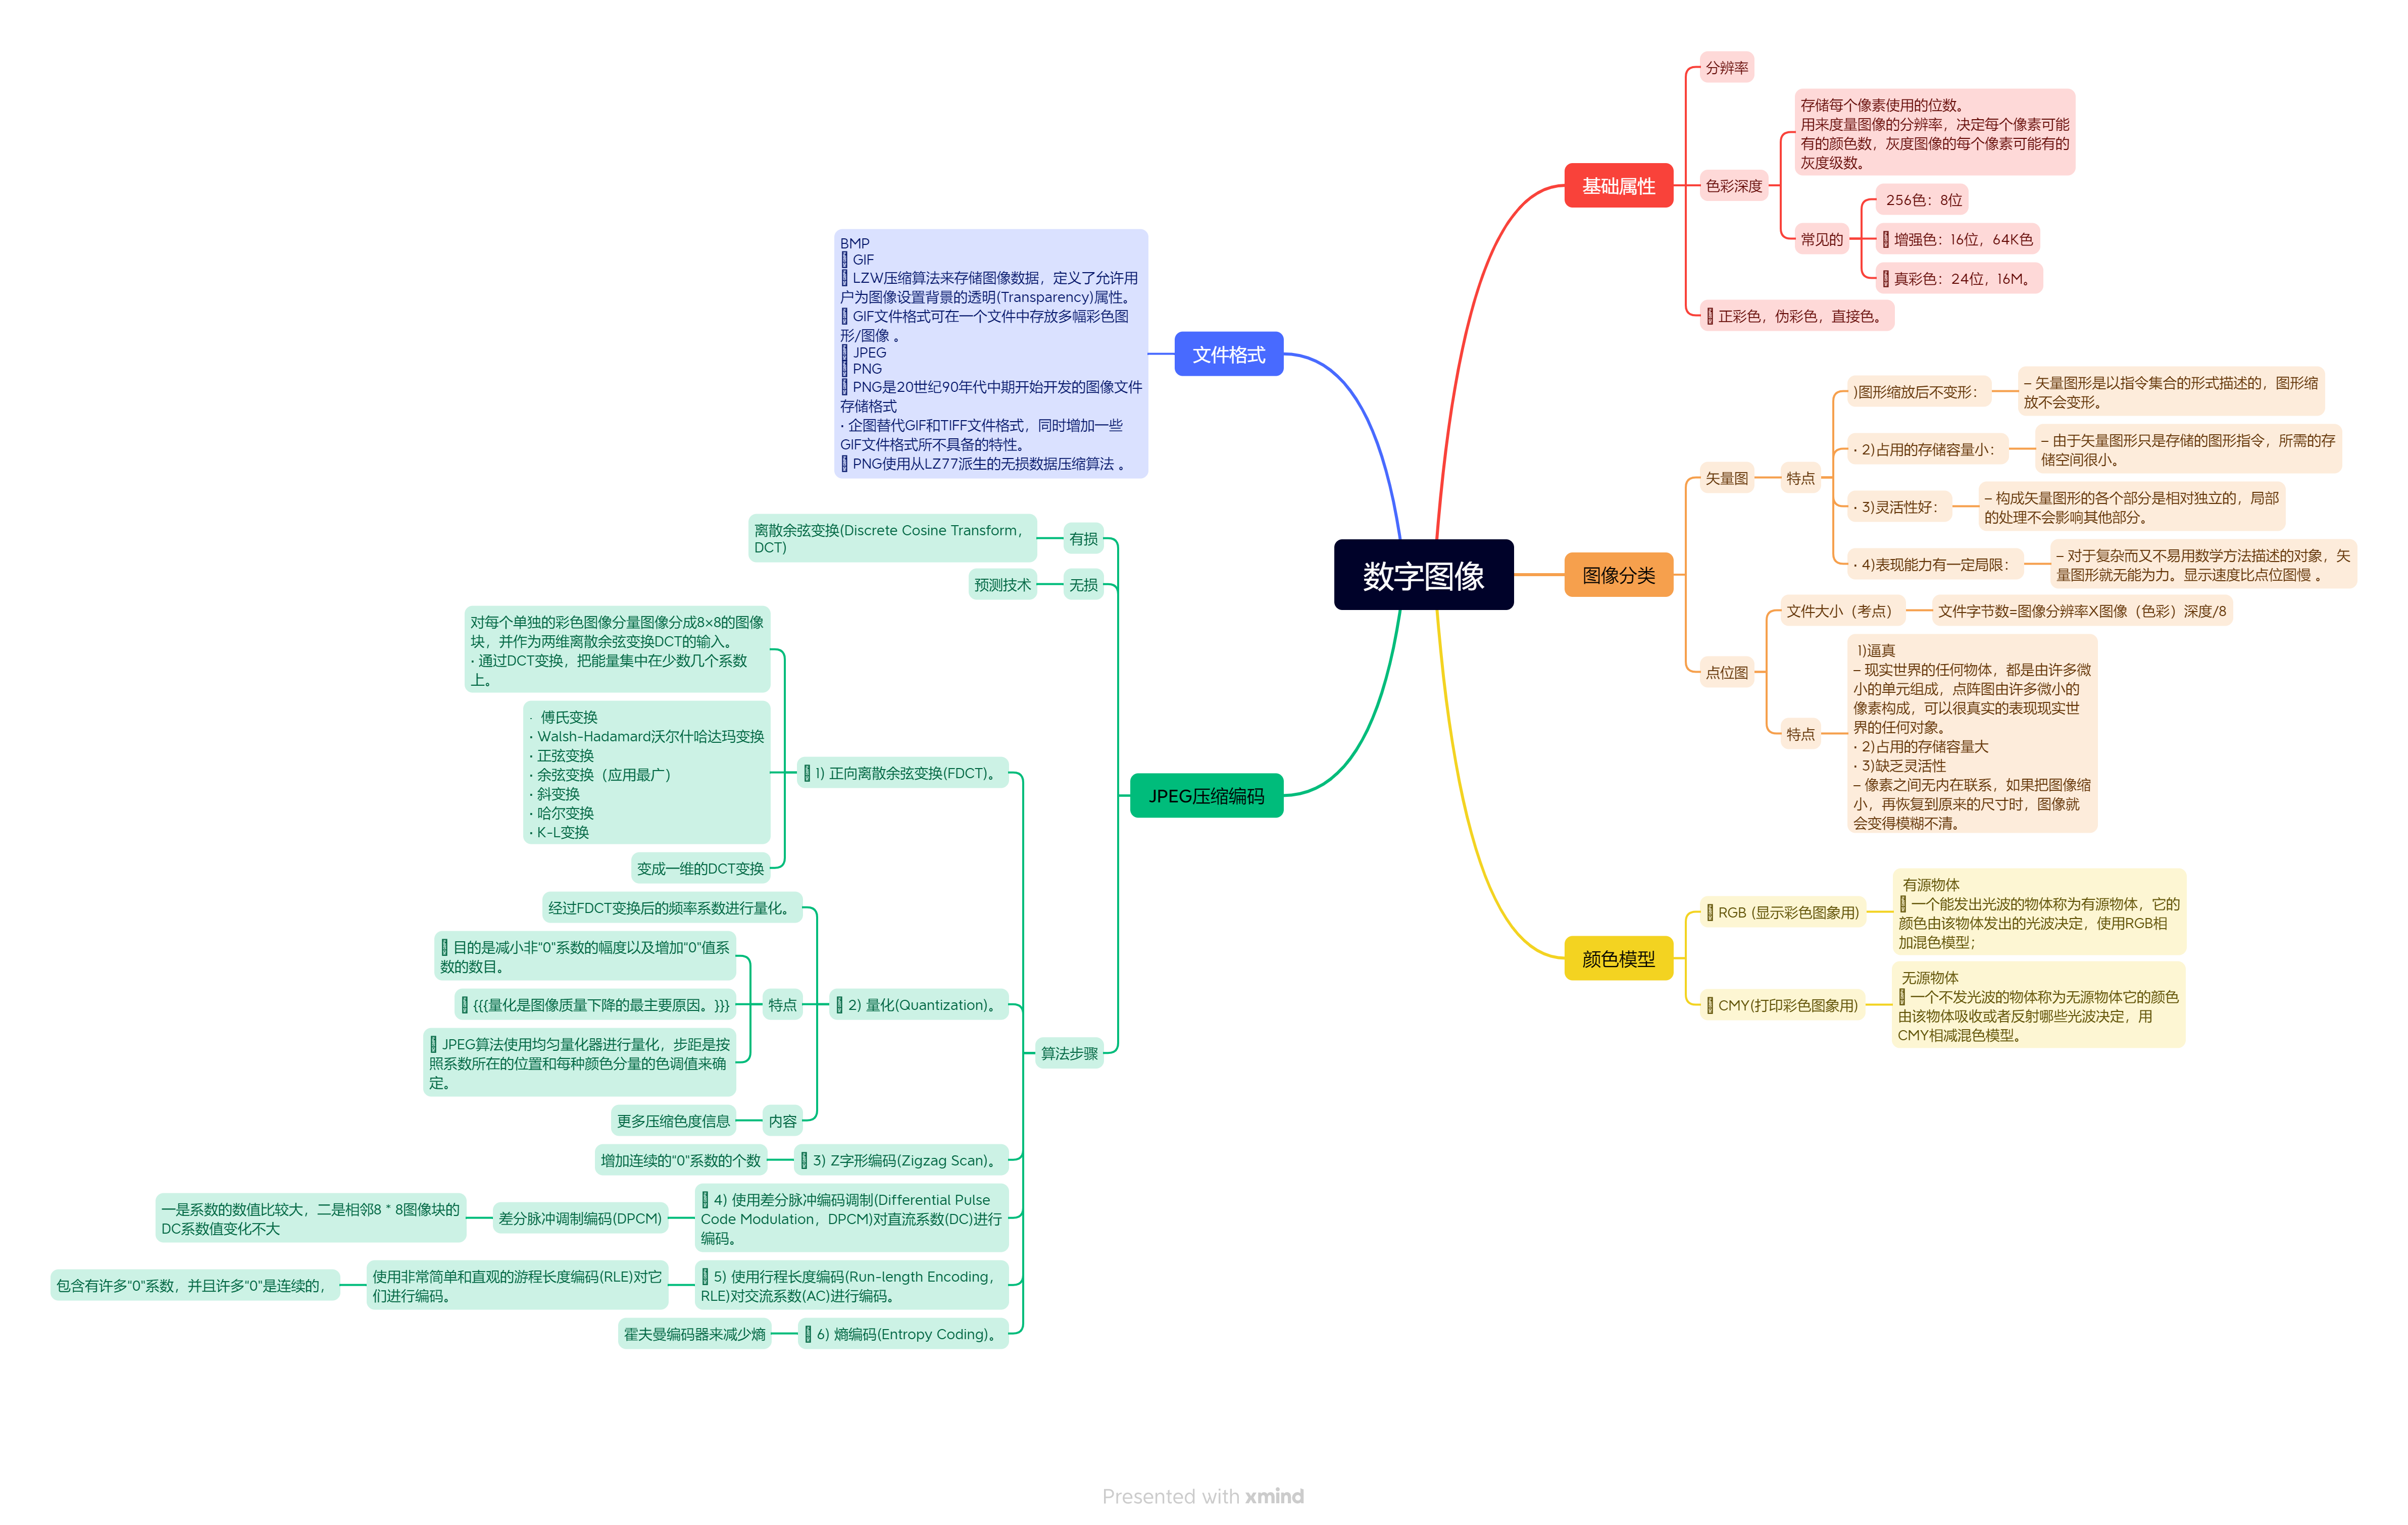 数字图像
基础属性
分辨率
色彩深度
存储每个像素使用的位数。
用来度量图像的分辨率，决定每个像素可能
有的颜色数，灰度图像的每个像素可能有的
灰度级数。
常见的
256色：8位
增强色：16位，64K色
真彩色：24位，16M。
正彩色，伪彩色，直接色。
图像分类
矢量图
特点
)图形缩放后不变形：
– 矢量图形是以指令集合的形式描述的，图形缩
放不会变形。
• 2)占用的存储容量小：
– 由于矢量图形只是存储的图形指令，所需的存
储空间很小。
• 3)灵活性好：
– 构成矢量图形的各个部分是相对独立的，局部
的处理不会影响其他部分。
• 4)表现能力有一定局限：
– 对于复杂而又不易用数学方法描述的对象，矢
量图形就无能为力。显示速度比点位图慢 。
点位图
文件大小（考点）
文件字节数=图像分辨率X图像（色彩）深度/8
特点
1)逼真
– 现实世界的任何物体，都是由许多微
小的单元组成，点阵图由许多微小的
像素构成，可以很真实的表现现实世
界的任何对象。
• 2)占用的存储容量大
• 3)缺乏灵活性
– 像素之间无内在联系，如果把图像缩
小，再恢复到原来的尺寸时，图像就
会变得模糊不清。
颜色模型
RGB (显示彩色图象用)
有源物体
一个能发出光波的物体称为有源物体，它的
颜色由该物体发出的光波决定，使用RGB相
加混色模型；
CMY(打印彩色图象用)
无源物体
一个不发光波的物体称为无源物体它的颜色
由该物体吸收或者反射哪些光波决定，用
CMY相减混色模型。
文件格式
BMP
GIF
LZW压缩算法来存储图像数据，定义了允许用
户为图像设置背景的透明(Transparency)属性。
GIF文件格式可在一个文件中存放多幅彩色图
形/图像 。
JPEG
PNG
PNG是20世纪90年代中期开始开发的图像文件
存储格式
• 企图替代GIF和TIFF文件格式，同时增加一些
GIF文件格式所不具备的特性。
PNG使用从LZ77派生的无损数据压缩算法 。
JPEG压缩编码
有损
离散余弦变换(Discrete Cosine Transform，
DCT)
无损
预测技术
算法步骤
1) 正向离散余弦变换(FDCT)。
对每个单独的彩色图像分量图像分成8×8的图像
块，并作为两维离散余弦变换DCT的输入。
• 通过DCT变换，把能量集中在少数几个系数
上。
• 傅氏变换
• Walsh-Hadamard沃尔什哈达玛变换
• 正弦变换
• 余弦变换（应用最广）
• 斜变换
• 哈尔变换
• K-L变换
变成一维的DCT变换
2) 量化(Quantization)。
经过FDCT变换后的频率系数进行量化。
特点
目的是减小非"0"系数的幅度以及增加"0"值系
数的数目。
{{{量化是图像质量下降的最主要原因。}}}
JPEG算法使用均匀量化器进行量化，步距是按
照系数所在的位置和每种颜色分量的色调值来确
定。
内容
更多压缩色度信息
3) Z字形编码(Zigzag Scan)。
增加连续的"0"系数的个数
4) 使用差分脉冲编码调制(Differential Pulse
Code Modulation，DPCM)对直流系数(DC)进行
编码。
差分脉冲调制编码(DPCM)
一是系数的数值比较大，二是相邻8 * 8图像块的
DC系数值变化不大
5) 使用行程长度编码(Run-length Encoding，
RLE)对交流系数(AC)进行编码。
使用非常简单和直观的游程长度编码(RLE)对它
们进行编码。
包含有许多"0"系数，并且许多"0"是连续的，
6) 熵编码(Entropy Coding)。
霍夫曼编码器来减少熵
Presented with xmind